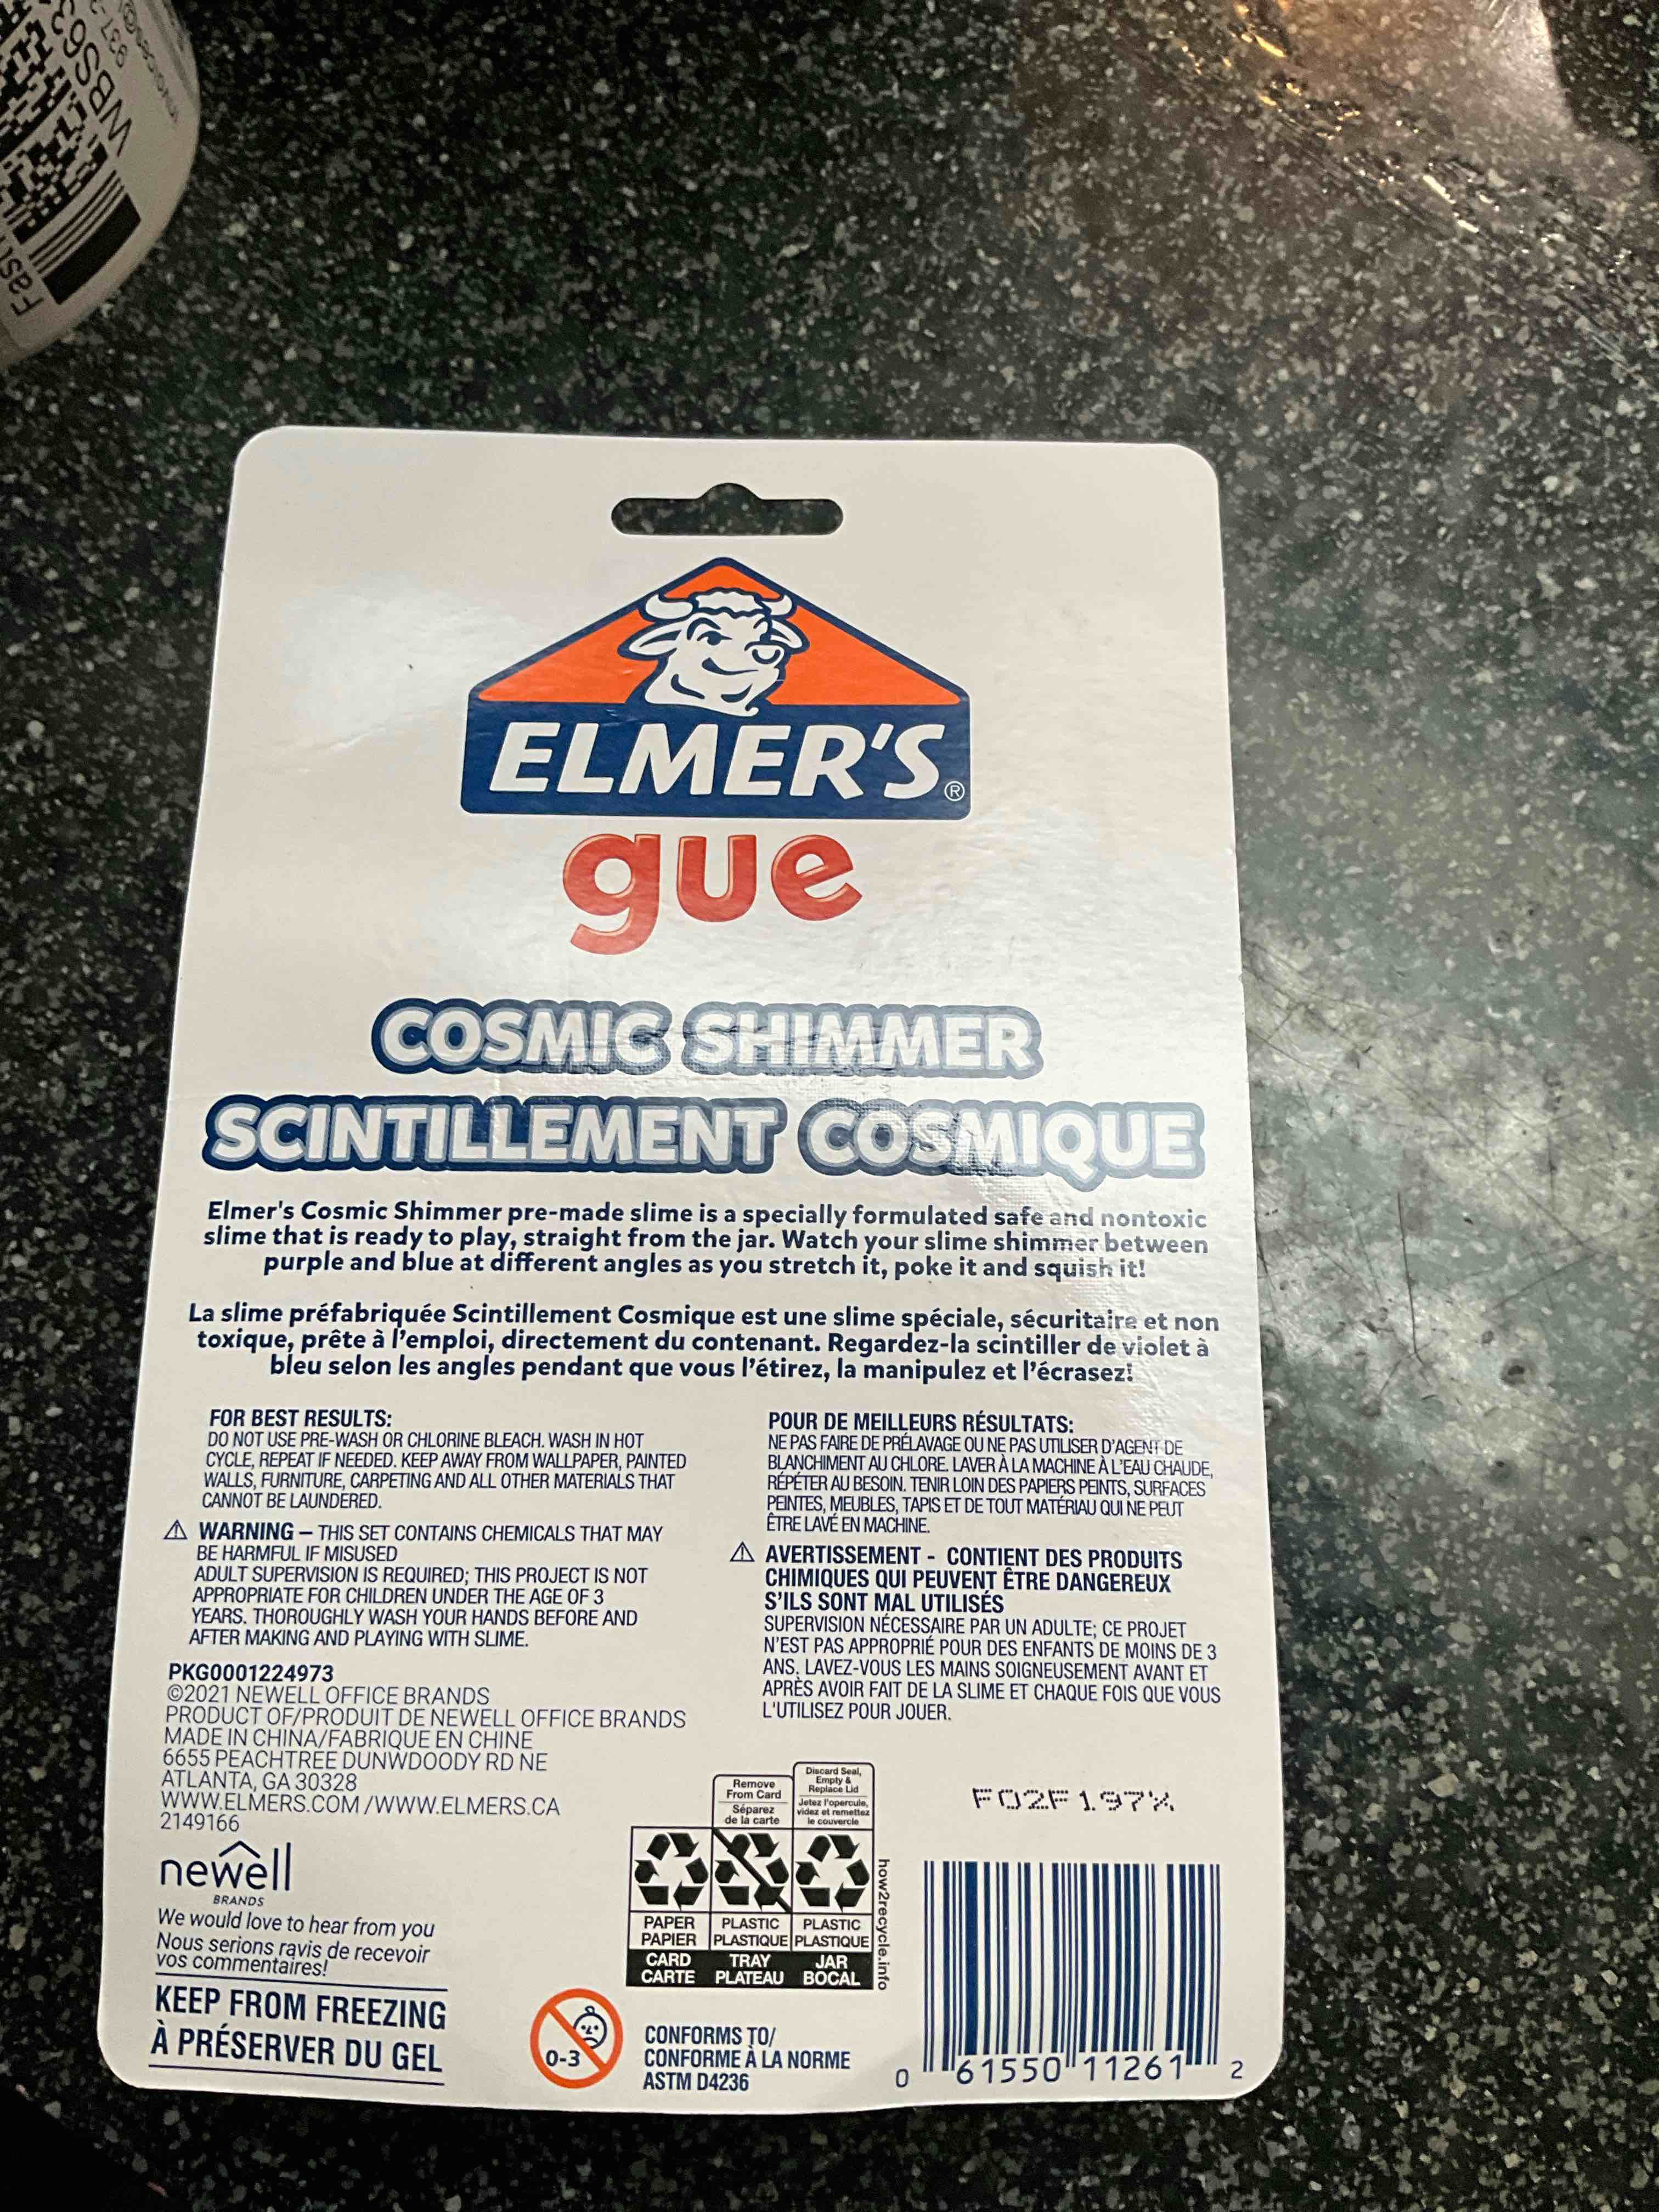 937-2
WBS63
Fast
ELMER'S®
gue
COSMIC SHIMMER
SCINTILLEMENT COSMIQUE
Elmer's Cosmic Shimmer pre-made slime is a specially formulated safe and nontoxic
slime that is ready to play, straight from the jar. Watch your slime shimmer between
purple and blue at different angles as you stretch it, poke it and squish it!
La slime préfabriquée Scintillement Cosmique est une slime spéciale, sécuritaire et non
toxique, prête à l'emploi, directement du contenant. Regardez-la scintiller de violet à
bleu selon les angles pendant que vous l'étirez, la manipulez et l'écrasez!
FOR BEST RESULTS:
DO NOT USE PRE-WASH OR CHLORINE BLEACH. WASH IN HOT
CYCLE, REPEAT IF NEEDED. KEEP AWAY FROM WALLPAPER, PAINTED
WALLS, FURNITURE, CARPETING AND ALL OTHER MATERIALS THAT
CANNOT BE LAUNDERED.
⚠ WARNING – THIS SET CONTAINS CHEMICALS THAT MAY
BE HARMFUL IF MISUSED
ADULT SUPERVISION IS REQUIRED; THIS PROJECT IS NOT
APPROPRIATE FOR CHILDREN UNDER THE AGE OF 3
YEARS. THOROUGHLY WASH YOUR HANDS BEFORE AND
AFTER MAKING AND PLAYING WITH SLIME.
PKG0001224973
©2021 NEWELL OFFICE BRANDS
PRODUCT OF/PRODUIT DE NEWELL OFFICE BRANDS
MADE IN CHINA/FABRIQUE EN CHINE
6655 PEACHTREE DUNWOODY RD NE
ATLANTA, GA 30328
WWW.ELMERS.COM /WWW.ELMERS.CA
2149166
newell
BRANDS
We would love to hear from you
Nous serions ravis de recevoir
vos commentaires!
KEEP FROM FREEZING
À PRÉSERVER DU GEL
POUR DE MEILLEURS RÉSULTATS:
NE PAS FAIRE DE PRÉLAVAGE OU NE PAS UTILISER D'AGENT DE
BLANCHIMENT AU CHLORE. LAVER À LA MACHINE À L'EAU CHAUDE,
RÉPÉTER AU BESOIN. TENIR LOIN DES PAPIERS PEINTS, SURFACES
PEINTES, MEUBLES, TAPIS ET DE TOUT MATÉRIAU QUI NE PEUT
ÊTRE LAVÉ EN MACHINE.
⚠ AVERTISSEMENT - CONTIENT DES PRODUITS
CHIMIQUES QUI PEUVENT ÊTRE DANGEREUX
S'ILS SONT MAL UTILISÉS
SUPERVISION NÉCESSAIRE PAR UN ADULTE; CE PROJET
N'EST PAS APPROPRIÉ POUR DES ENFANTS DE MOINS DE 3
ANS. LAVEZ-VOUS LES MAINS SOIGNEUSEMENT AVANT ET
APRÈS AVOIR FAIT DE LA SLIME ET CHAQUE FOIS QUE VOUS
L'UTILISEZ POUR JOUER.
Remove
From Card
Séparez
de la carte
Discard Seal,
Empty &
Replace Lid
Jetez l'opercule,
videz et remettez
le couvercle
PAPER
PAPIER
CARD
CARTE
PLASTIC
PLASTIQUE
TRAY
PLATEAU
PLASTIC
PLASTIQUE
JAR
BOCAL
how2recycle.info
0-3
CONFORMS TO/
CONFORME À LA NORME
ASTM D4236
0 61550 11261 2